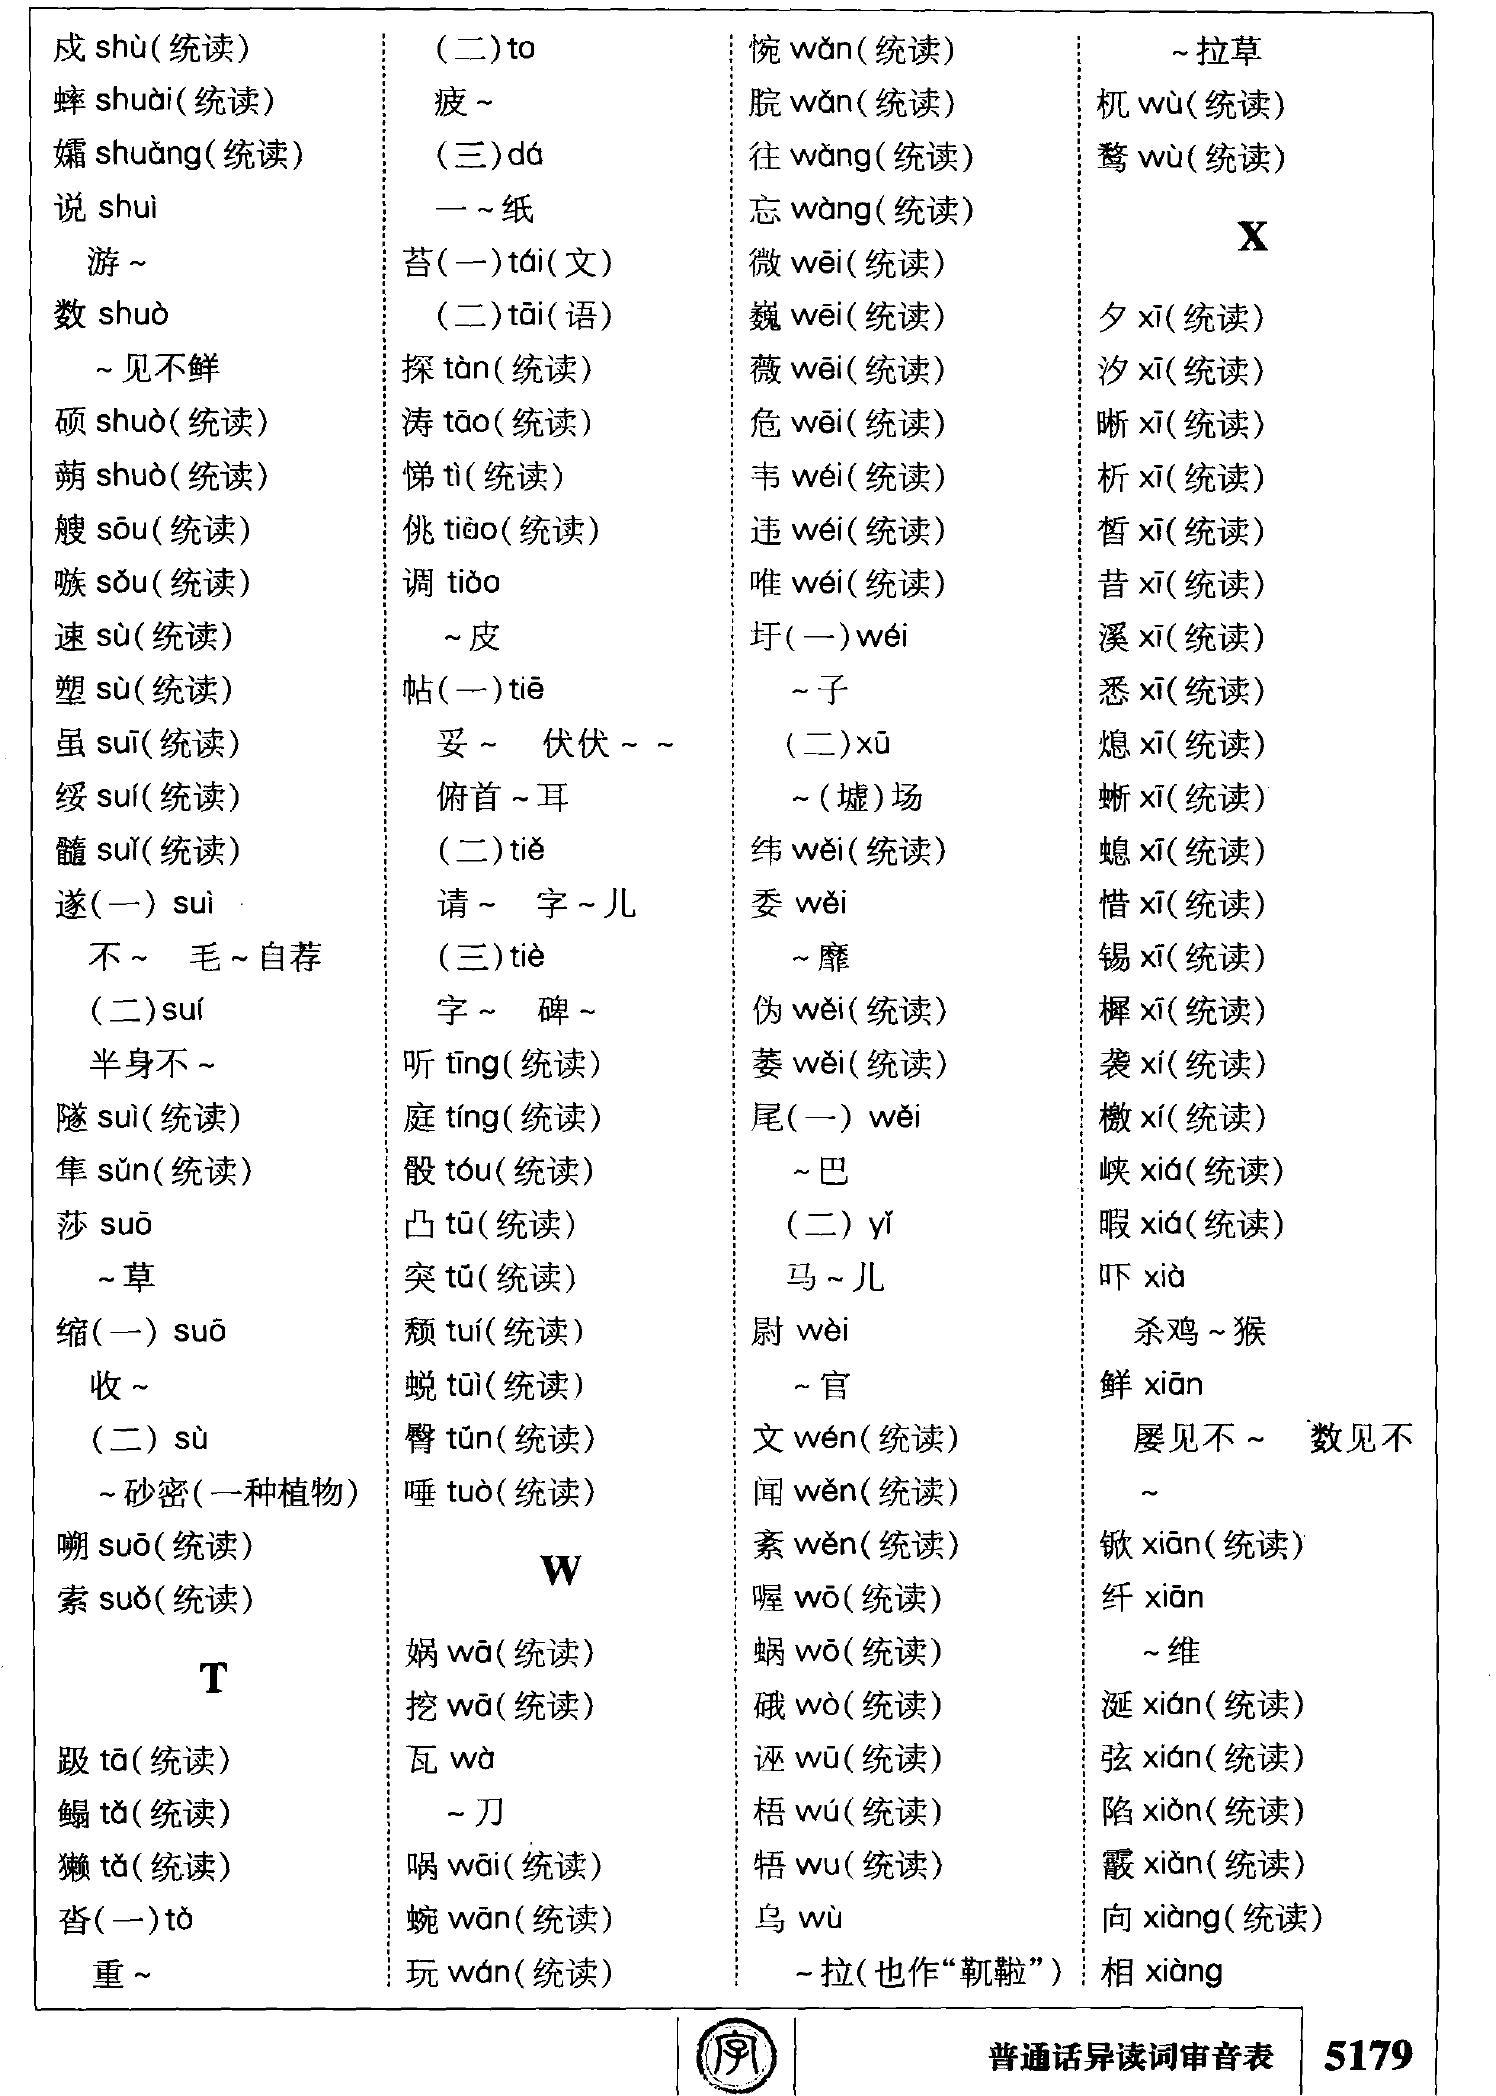 戍 shù(统读)
蟀 shuài(统读)
孀 shuǎng(统读)
说 shuì
游~
数 shuò
~见不鲜
硕 shuò(统读)
蒴 shuò(统读)
艘 sōu(统读)
嗾 sǒu(统读)
速 sù(统读)
塑 sù(统读)
虽 suī(统读)
绥 suí(统读)
髓 suǐ(统读)
遂(一) suì
不~ 毛~自荐
(二)suí
半身不~
隧 suì(统读)
隼 sǔn(统读)
莎 suō
~草
缩(一) suō
收~
(二) sù
~砂密(一种植物)
嗍 suō(统读)
索 suǒ(统读)
T
趿 tā(统读)
鳎 tǎ(统读)
獭 tǎ(统读)
沓(一)tà
重~
(二)ta
疲~
(三)dá
一~纸
苔(一)tái(文)
(二)tāi(语)
探 tàn(统读)
涛 tāo(统读)
悌 tì(统读)
佻 tiāo(统读)
调 tiáo
~皮
帖(一)tiē
妥~ 伏伏~~
俯首~耳
(二)tiě
请~ 字~儿
(三)tiè
字~ 碑~
听 tīng(统读)
庭 tíng(统读)
骰 tóu(统读)
凸 tū(统读)
突 tū(统读)
颓 tuí(统读)
蜕 tūì(统读)
臀 tún(统读)
唾 tuò(统读)
W
娲 wā(统读)
挖 wā(统读)
瓦 wà
~刀
㖞 wāi(统读)
蜿 wān(统读)
玩 wán(统读)
惋 wǎn(统读)
脘 wǎn(统读)
往 wǎng(统读)
忘 wàng(统读)
微 wēi(统读)
巍 wēi(统读)
薇 wēi(统读)
危 wēi(统读)
韦 wéi(统读)
违 wéi(统读)
唯 wéi(统读)
圩(一)wéi
~子
(二)xū
~(墟)场
纬 wěi(统读)
委 wěi
~靡
伪 wěi(统读)
萎 wěi(统读)
尾(一) wěi
~巴
(二) yǐ
马~儿
尉 wèi
~官
文 wén(统读)
闻 wěn(统读)
紊 wěn(统读)
喔 wō(统读)
蜗 wō(统读)
硪 wò(统读)
诬 wū(统读)
梧 wú(统读)
牾 wu(统读)
乌 wù
~拉(也作“靰鞡”)
~拉草
杌 wù(统读)
鹜 wù(统读)
X
夕 xī(统读)
汐 xī(统读)
晰 xī(统读)
析 xī(统读)
皙 xī(统读)
昔 xī(统读)
溪 xī(统读)
悉 xī(统读)
熄 xī(统读)
蜥 xī(统读)
螅 xī(统读)
惜 xī(统读)
锡 xī(统读)
樨 xī(统读)
袭 xí(统读)
檄 xí(统读)
峡 xiá(统读)
暇 xiá(统读)
吓 xià
杀鸡~猴
鲜 xiān
屡见不~ 数见不
~
锨 xiān(统读)
纤 xiān
~维
涎 xián(统读)
弦 xián(统读)
陷 xiàn(统读)
霰 xiàn(统读)
向 xiàng(统读)
相 xiàng
字
普通话异读词审音表
5179